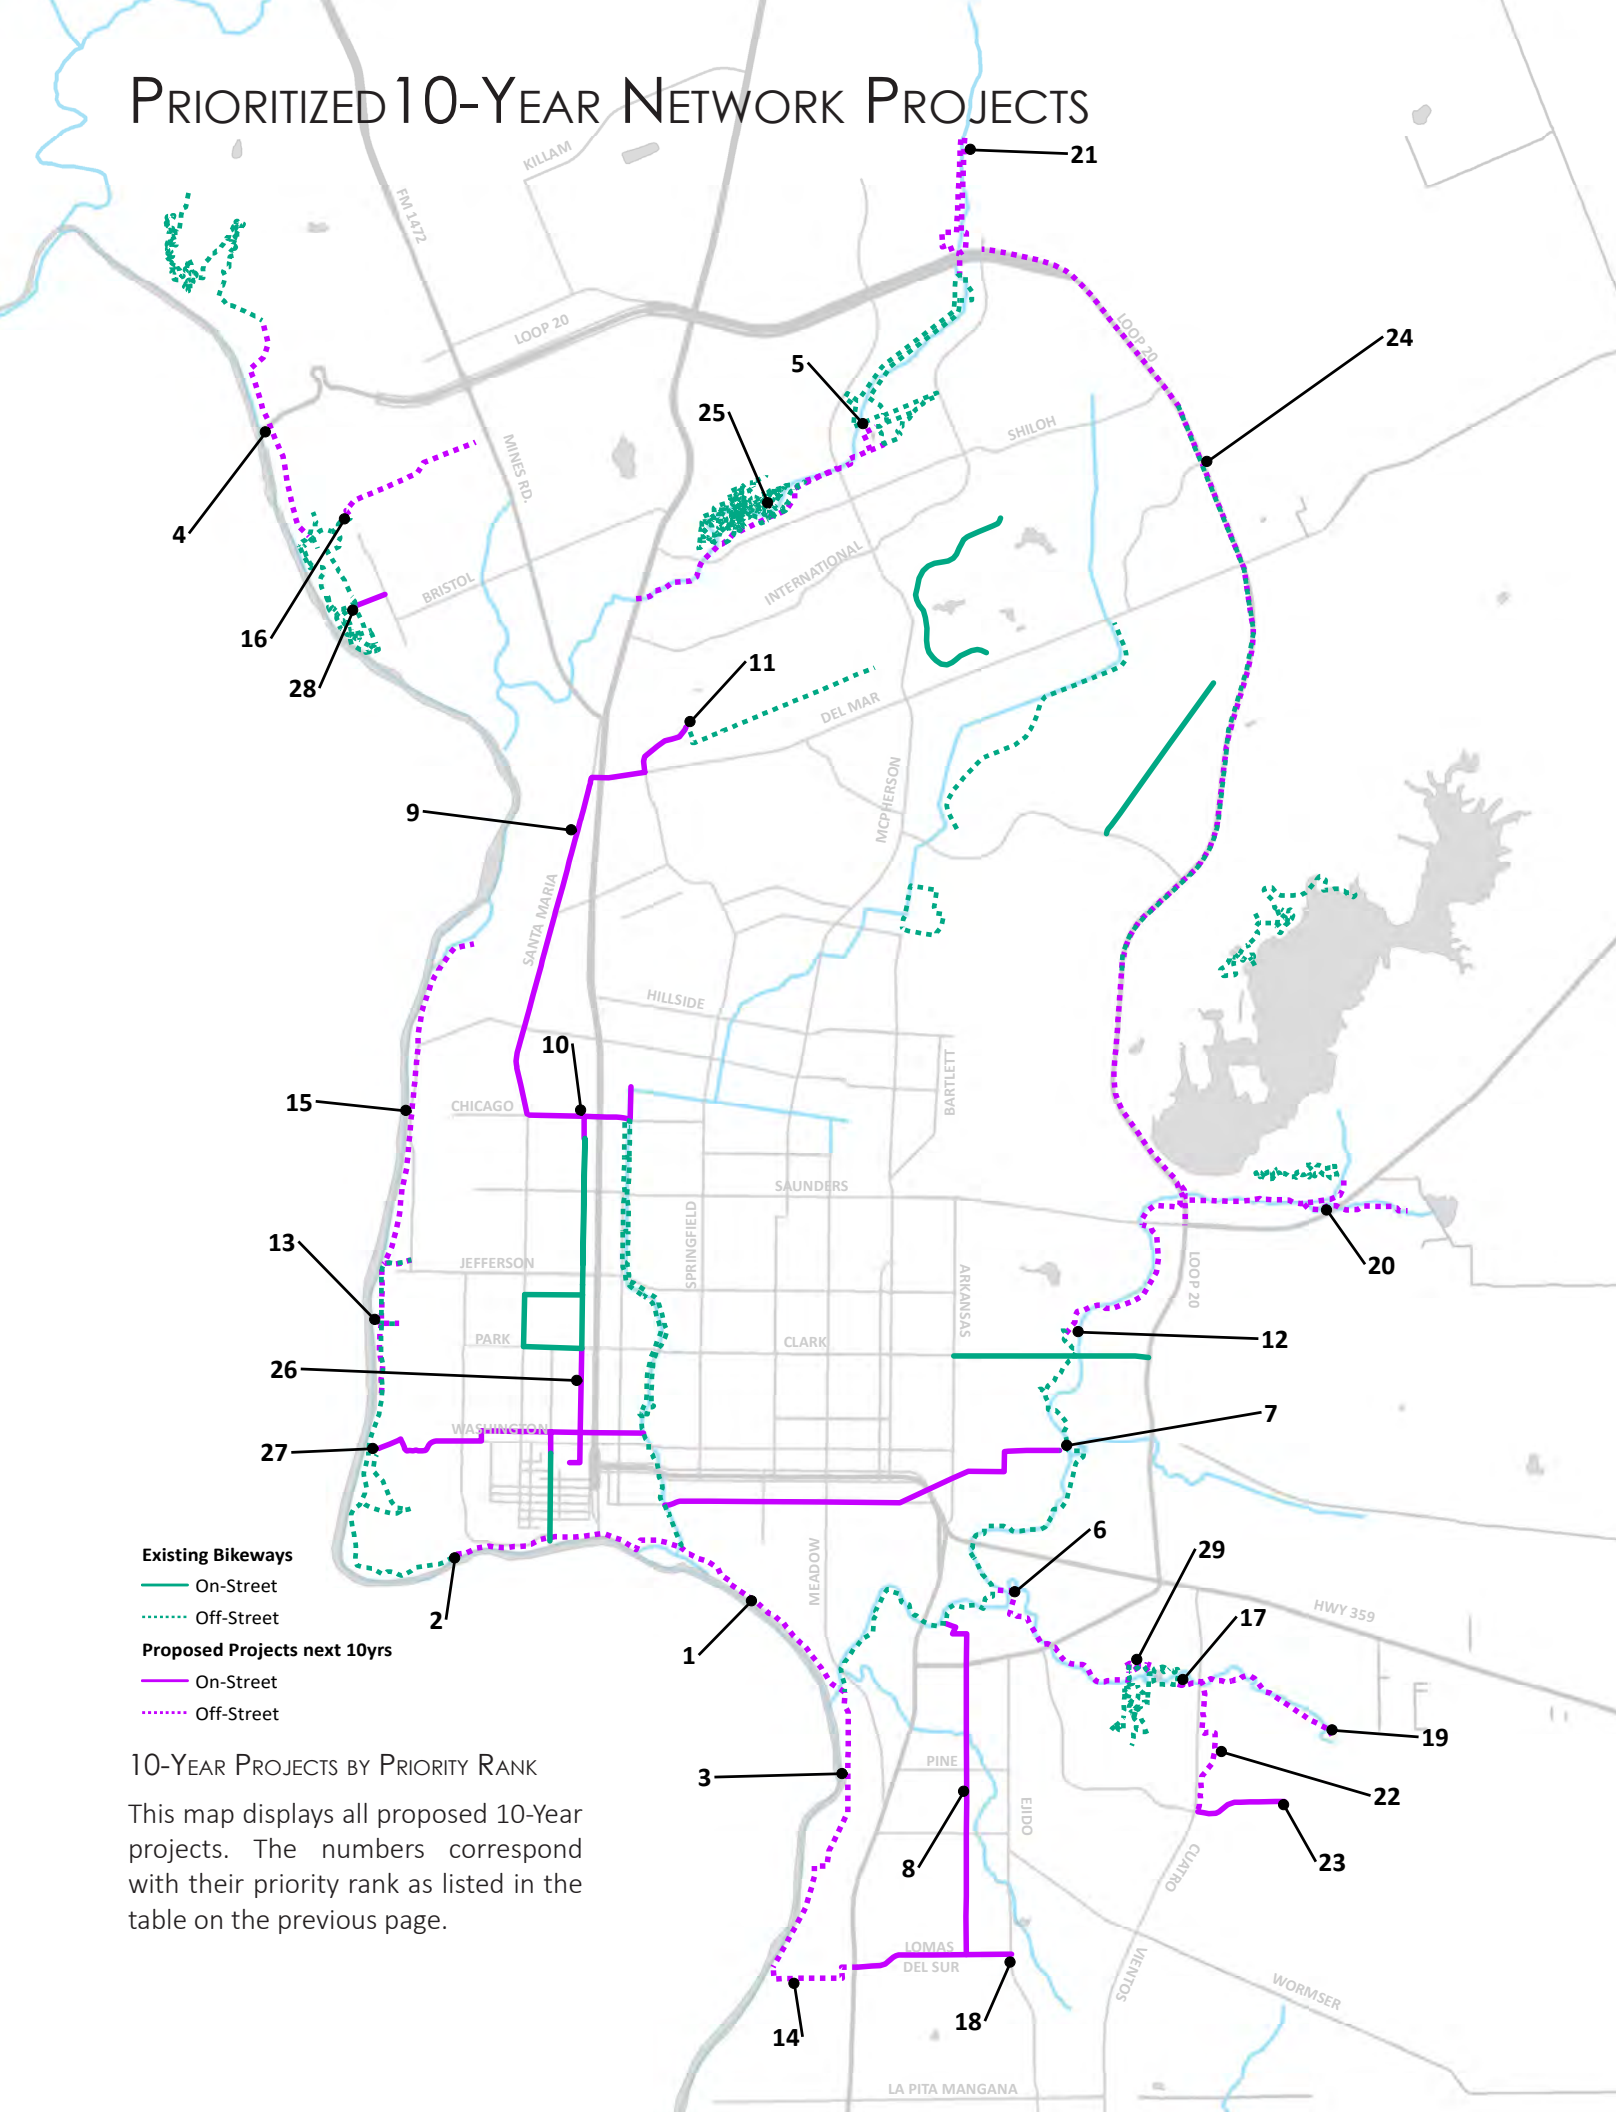 PRIORITIZED 10-YEAR NETWORK PROJECTS
21
KILLAM
FM 1472
LOOP 20
LOOP 20
24
5
25
SHILOH
MINES RD.
4
INTERNATIONAL
BRISTOL
16
28
11
DEL MAR
MCPHERSON
9
SANTA MARIA
HILLSIDE
10
BARTLETT
15
CHICAGO
SAUNDERS
SPRINGFIELD
13
JEFFERSON
ARKANSAS
LOOP 20
20
PARK
CLARK
12
26
7
WASHINGTON
27
6
29
MEADOW
HWY 359
17
2
1
19
PINE
3
22
EJIDO
8
23
CUATRO
VIENTOS
LOMAS
DEL SUR
WORMSER
18
14
LA PITA MANGANA
Existing Bikeways
On-Street
Off-Street
Proposed Projects next 10yrs
On-Street
Off-Street
10-YEAR PROJECTS BY PRIORITY RANK
This map displays all proposed 10-Year
projects. The numbers correspond
with their priority rank as listed in the
table on the previous page.